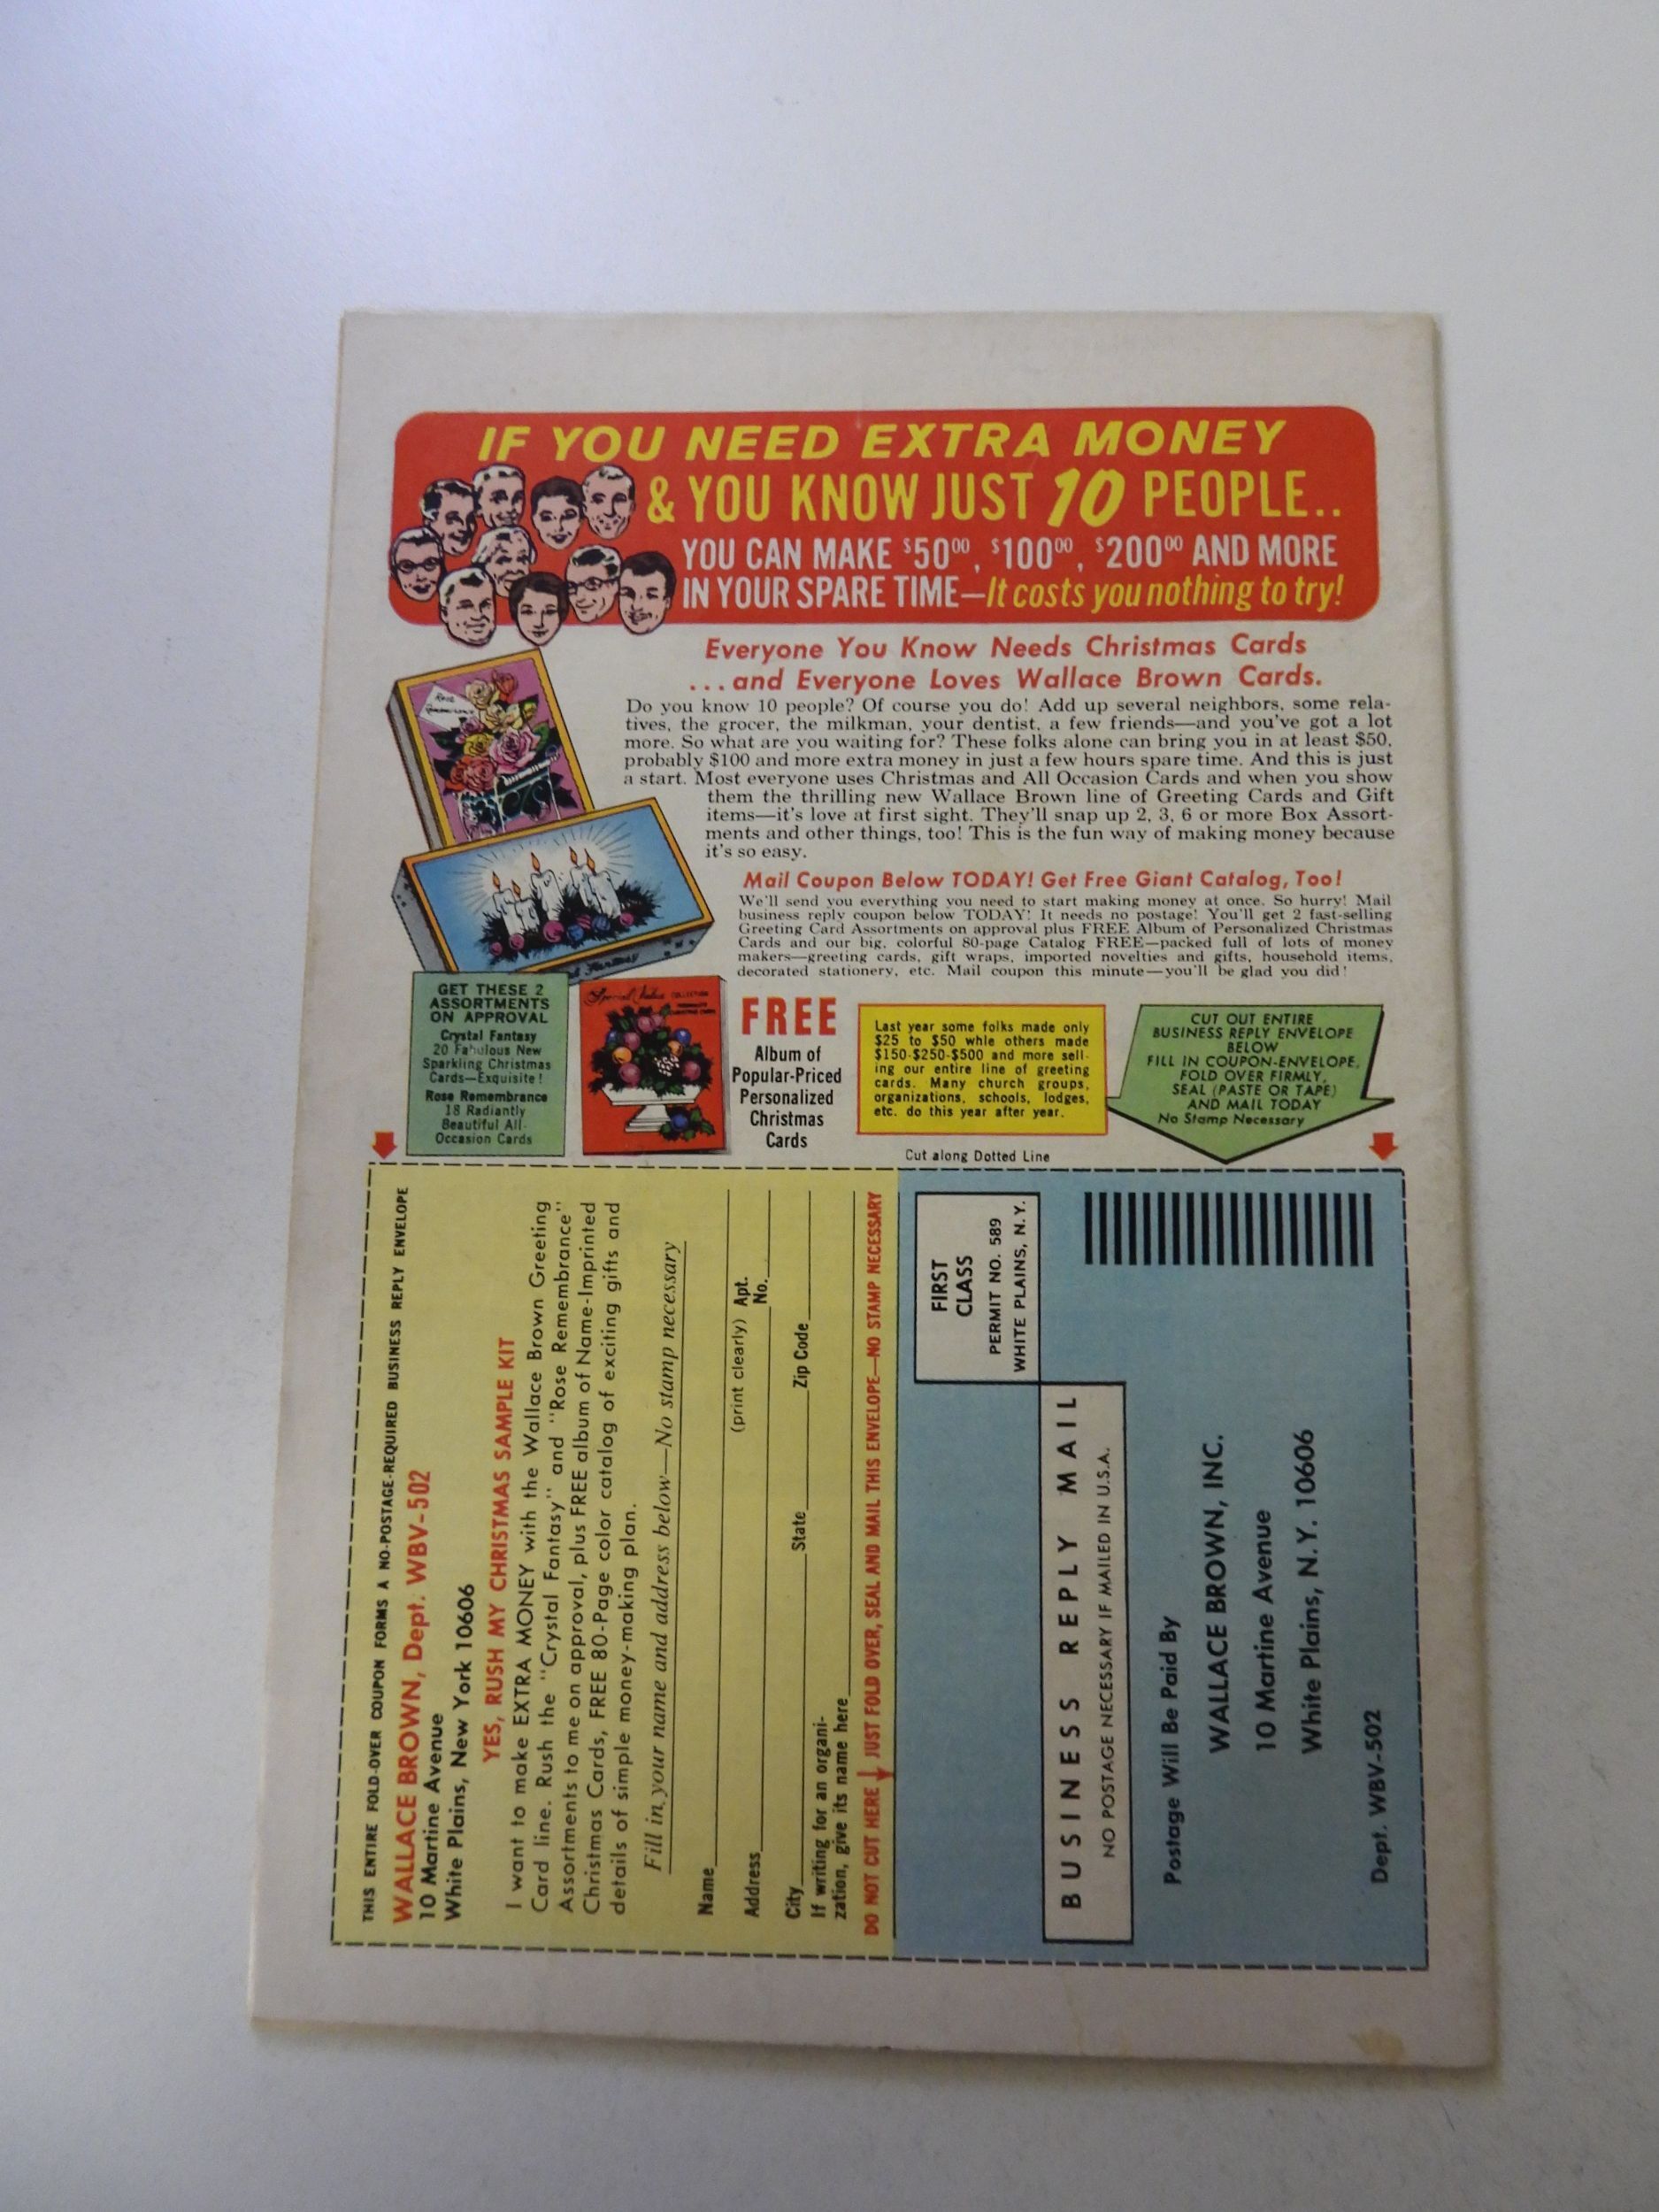 IF YOU NEED EXTRA MONEY
& YOU KNOW JUST 10 PEOPLE..
YOU CAN MAKE $50⁰⁰, $100⁰⁰, $200⁰⁰ AND MORE
IN YOUR SPARE TIME—It costs you nothing to try!
Everyone You Know Needs Christmas Cards
...and Everyone Loves Wallace Brown Cards.
Do you know 10 people? Of course you do! Add up several neighbors, some rela-
tives, the grocer, the milkman, your dentist, a few friends—and you've got a lot
more. So what are you waiting for? These folks alone can bring you in at least $50,
probably $100 and more extra money in just a few hours spare time. And this is just
a start. Most everyone uses Christmas and All Occasion Cards and when you show
them the thrilling new Wallace Brown line of Greeting Cards and Gift
items—it's love at first sight. They'll snap up 2, 3, 6 or more Box Assort-
ments and other things, too! This is the fun way of making money because
it's so easy.
Rose
Remembrance
Mail Coupon Below TODAY! Get Free Giant Catalog, Too!
We'll send you everything you need to start making money at once. So hurry! Mail
business reply coupon below TODAY! It needs no postage! You'll get 2 fast-selling
Greeting Card Assortments on approval plus FREE Album of Personalized Christmas
Cards and our big, colorful 80-page Catalog FREE—packed full of lots of money
makers—greeting cards, gift wraps, imported novelties and gifts, household items,
decorated stationery, etc. Mail coupon this minute—you'll be glad you did!
Fantasy
GET THESE 2
ASSORTMENTS
ON APPROVAL
Crystal Fantasy
20 Fabulous New
Sparkling Christmas
Cards—Exquisite!
Rose Remembrance
18 Radiantly
Beautiful All-
Occasion Cards
Special Value COLLECTION
FREE
Album of
Popular-Priced
Personalized
Christmas
Cards
Last year some folks made only
$25 to $50 whle others made
$150-$250-$500 and more sell-
ing our entire line of greeting
cards. Many church groups,
organizations, schools, lodges,
etc. do this year after year.
CUT OUT ENTIRE
BUSINESS REPLY ENVELOPE
BELOW
FILL IN COUPON-ENVELOPE,
FOLD OVER FIRMLY,
SEAL (PASTE OR TAPE)
AND MAIL TODAY
No Stamp Necessary
Cut along Dotted Line
THIS ENTIRE FOLD-OVER COUPON FORMS A NO-POSTAGE-REQUIRED BUSINESS REPLY ENVELOPE
WALLACE BROWN, Dept. WBV-502
10 Martine Avenue
White Plains, New York 10606
YES, RUSH MY CHRISTMAS SAMPLE KIT
I want to make EXTRA MONEY with the Wallace Brown Greeting
Card line. Rush the "Crystal Fantasy" and "Rose Remembrance"
Assortments to me on approval, plus FREE album of Name-Imprinted
Christmas Cards, FREE 80-Page color catalog of exciting gifts and
details of simple money-making plan.
Fill in your name and address below—No stamp necessary
Name
(print clearly)
Address Apt. No.
City State Zip Code
If writing for an organi-
zation, give its name here
DO NOT CUT HERE JUST FOLD OVER, SEAL AND MAIL THIS ENVELOPE—NO STAMP NECESSARY
FIRST
CLASS
PERMIT NO. 589
WHITE PLAINS, N.Y.
BUSINESS REPLY MAIL
NO POSTAGE NECESSARY IF MAILED IN U.S.A.
Postage Will Be Paid By
WALLACE BROWN, INC.
10 Martine Avenue
White Plains, N.Y. 10606
Dept. WBV-502